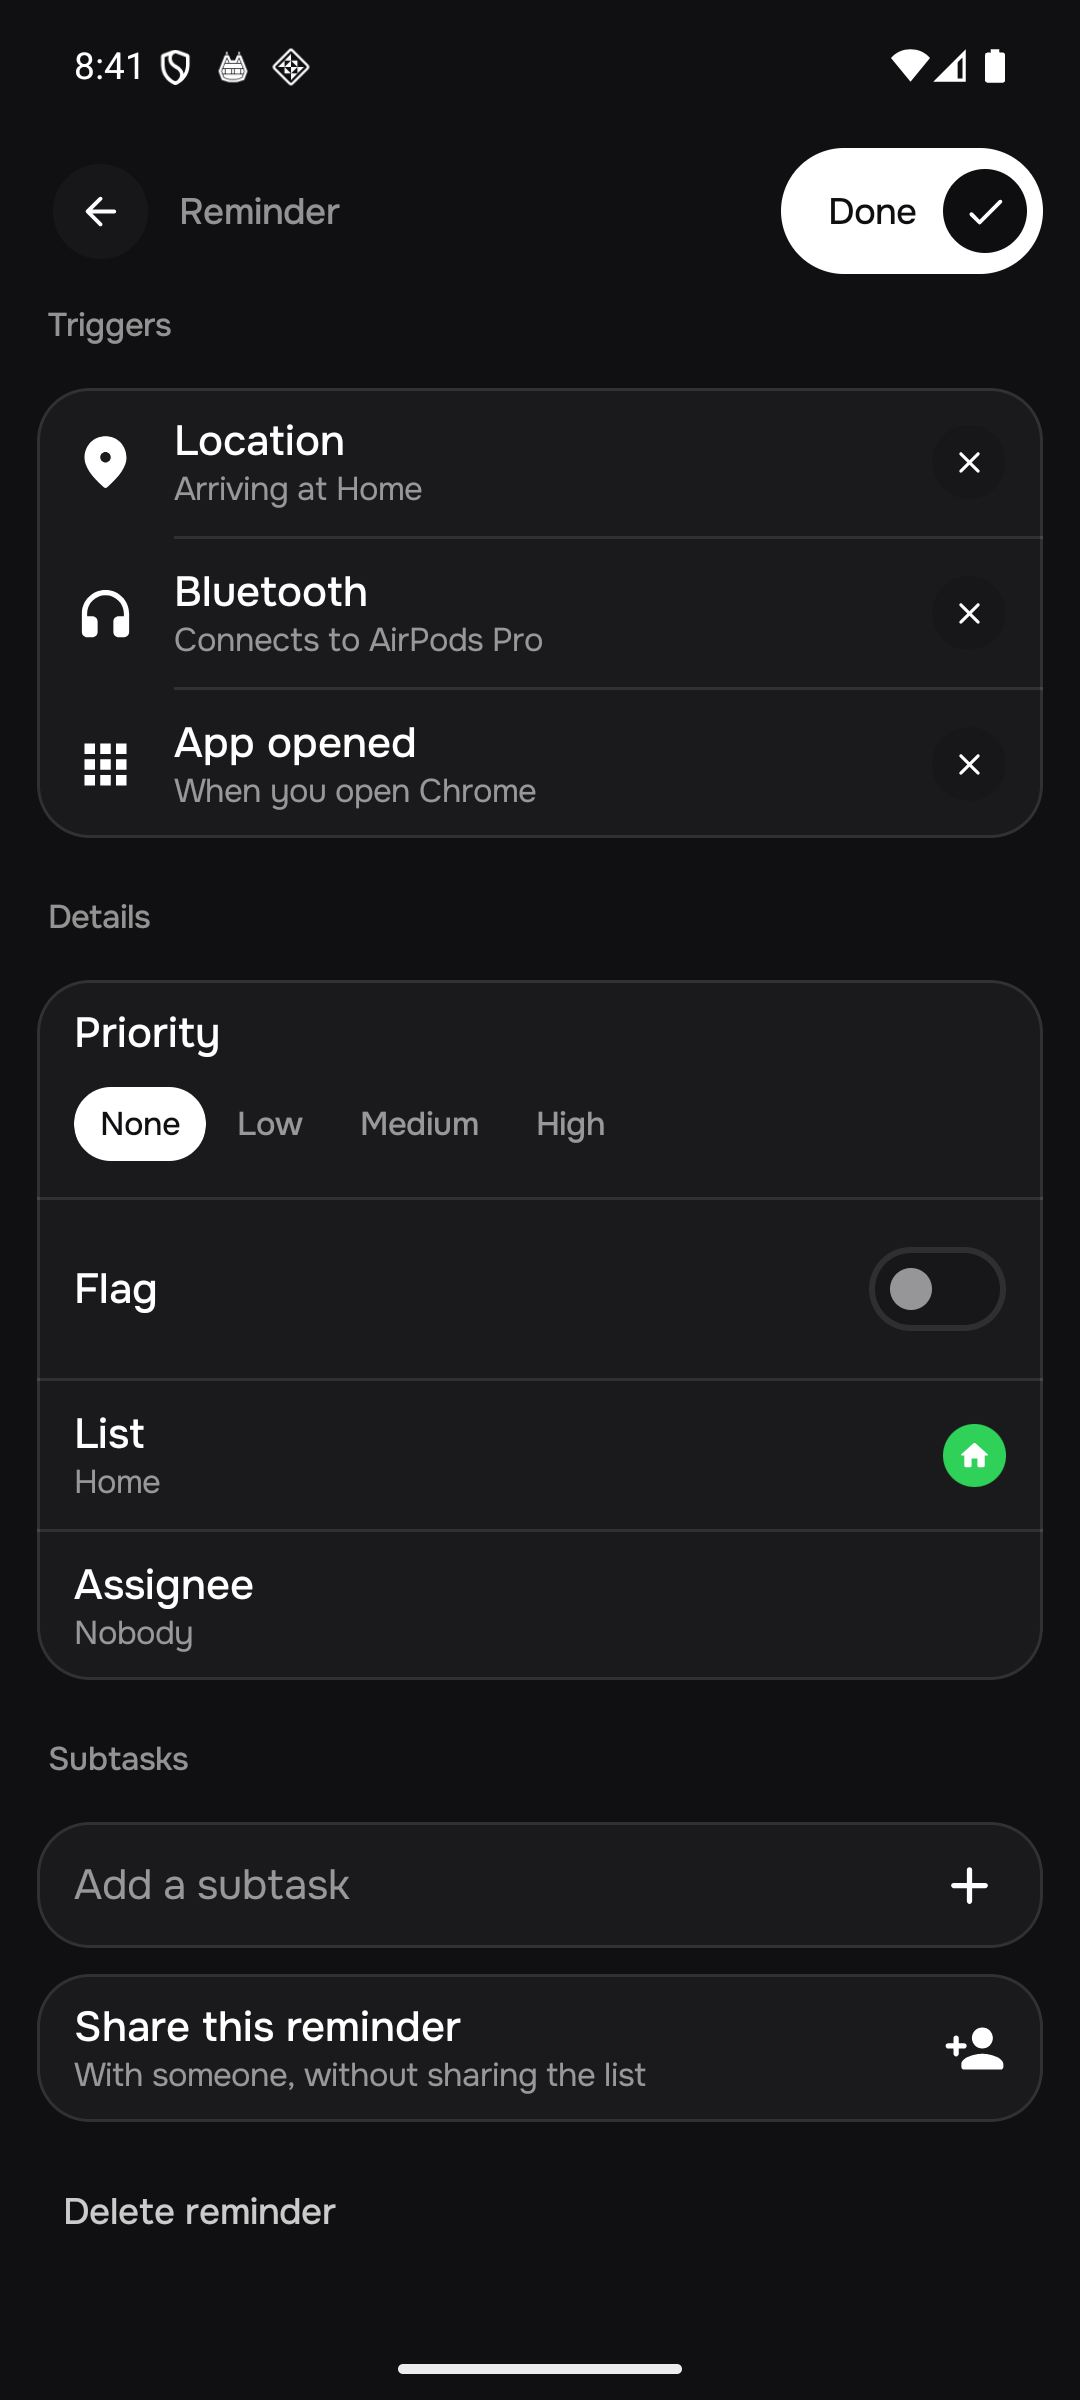 8:41
Reminder
Done
Triggers
Location
Arriving at Home
Bluetooth
Connects to AirPods Pro
App opened
When you open Chrome
Details
Priority
None Low Medium High
Flag
List
Home
Assignee
Nobody
Subtasks
Add a subtask
Share this reminder
With someone, without sharing the list
Delete reminder